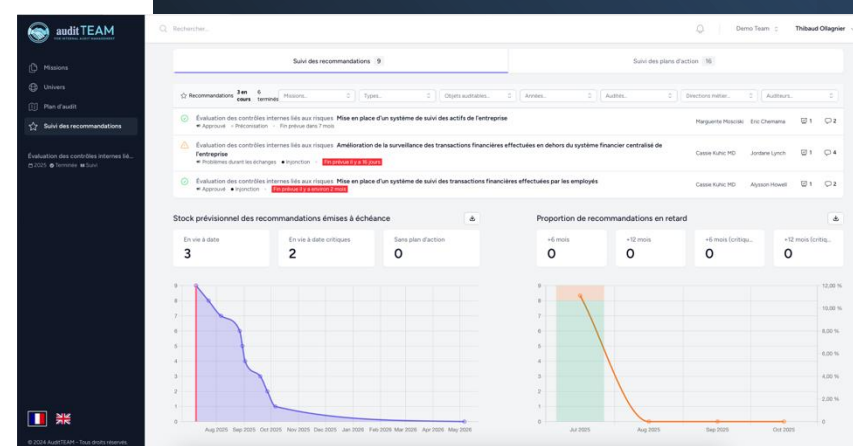 auditTEAM
Rechercher...
Demo Team
Thibaud Ollagnier
Missions
Univers
Plan d'audit
Suivi des recommandations
Évaluation des contrôles internes lié...
2025 Terminée Suivi
Suivi des recommandations 9
Suivi des plans d'action 16
Recommandations 3 en cours 6 terminés
Missions...
Types...
Objets auditables...
Années...
Audités...
Directions métier...
Auditeurs...
Évaluation des contrôles internes liés aux risques Mise en place d'un système de suivi des actifs de l'entreprise
Approuvé Préconisation Fin prévue dans 7 mois
Marguerite Mosciski Eric Chemama 1 2
Évaluation des contrôles internes liés aux risques Amélioration de la surveillance des transactions financières effectuées en dehors du système financier centralisé de
l'entreprise
Problèmes durant les échanges Injonction Fin prévue il y a 16 jours
Cassie Kuhic MD Jordane Lynch 1 4
Évaluation des contrôles internes liés aux risques Mise en place d'un système de suivi des transactions financières effectuées par les employés
Approuvé Injonction Fin prévue il y a environ 2 mois
Cassie Kuhic MD Alysson Howell 1 2
Stock prévisionnel des recommandations émises à échéance
En vie à date
3
En vie à date critiques
2
Sans plan d'action
0
Proportion de recommandations en retard
+6 mois
0
+12 mois
0
+6 mois (critiqu...
0
+12 mois (critiq...
0
9
8
7
6
5
4
3
2
1
0
Aug 2025 Sep 2025 Oct 2025 Nov 2025 Dec 2025 Jan 2026 Feb 2026 Mar 2026 Apr 2026 May 2026
9
8
7
6
5
4
3
2
1
0
12,00 %
10,00 %
8,00 %
6,00 %
4,00 %
2,00 %
0
Jul 2025 Aug 2025 Sep 2025 Oct 2025
© 2024 AuditTEAM - Tous droits réservés.